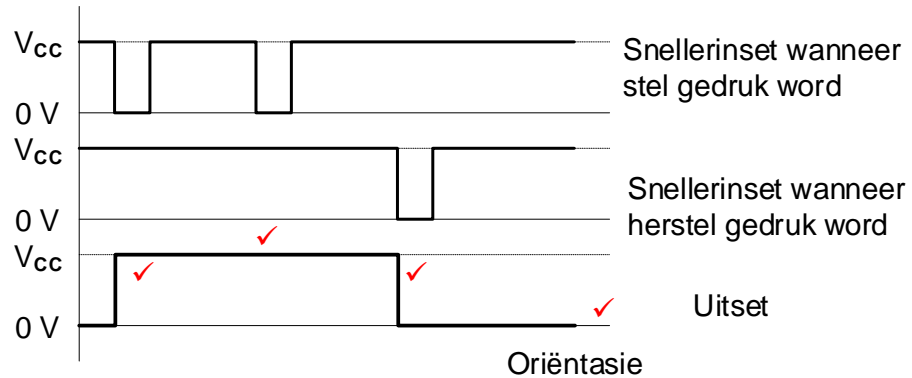 Vcc
Snellerinset wanneer
stel gedruk word
0 V
Vcc
Snellerinset wanneer
herstel gedruk word
0 V
Vcc
Uitset
0 V
Oriëntasie